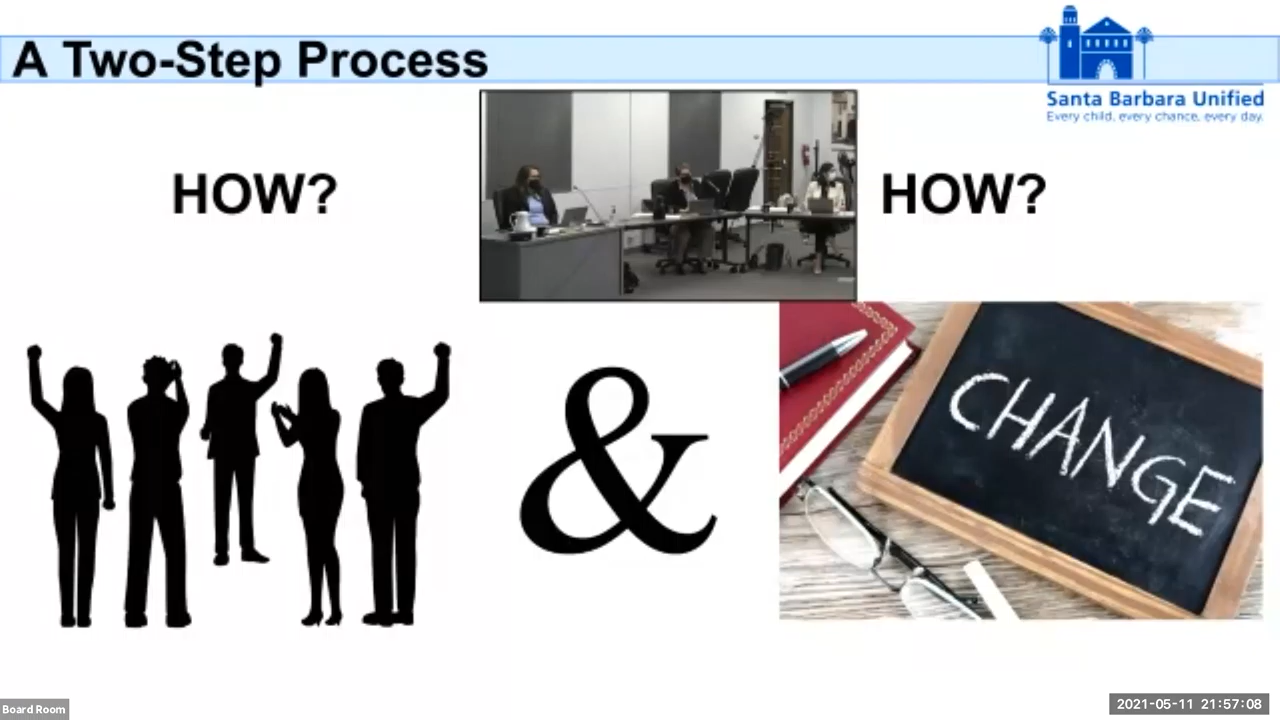 A Two-Step Process
Santa Barbara Unified
Every child, every chance, every day.
HOW?
HOW?
&
CHANGE
Board Room
2021-05-11 21:57:08